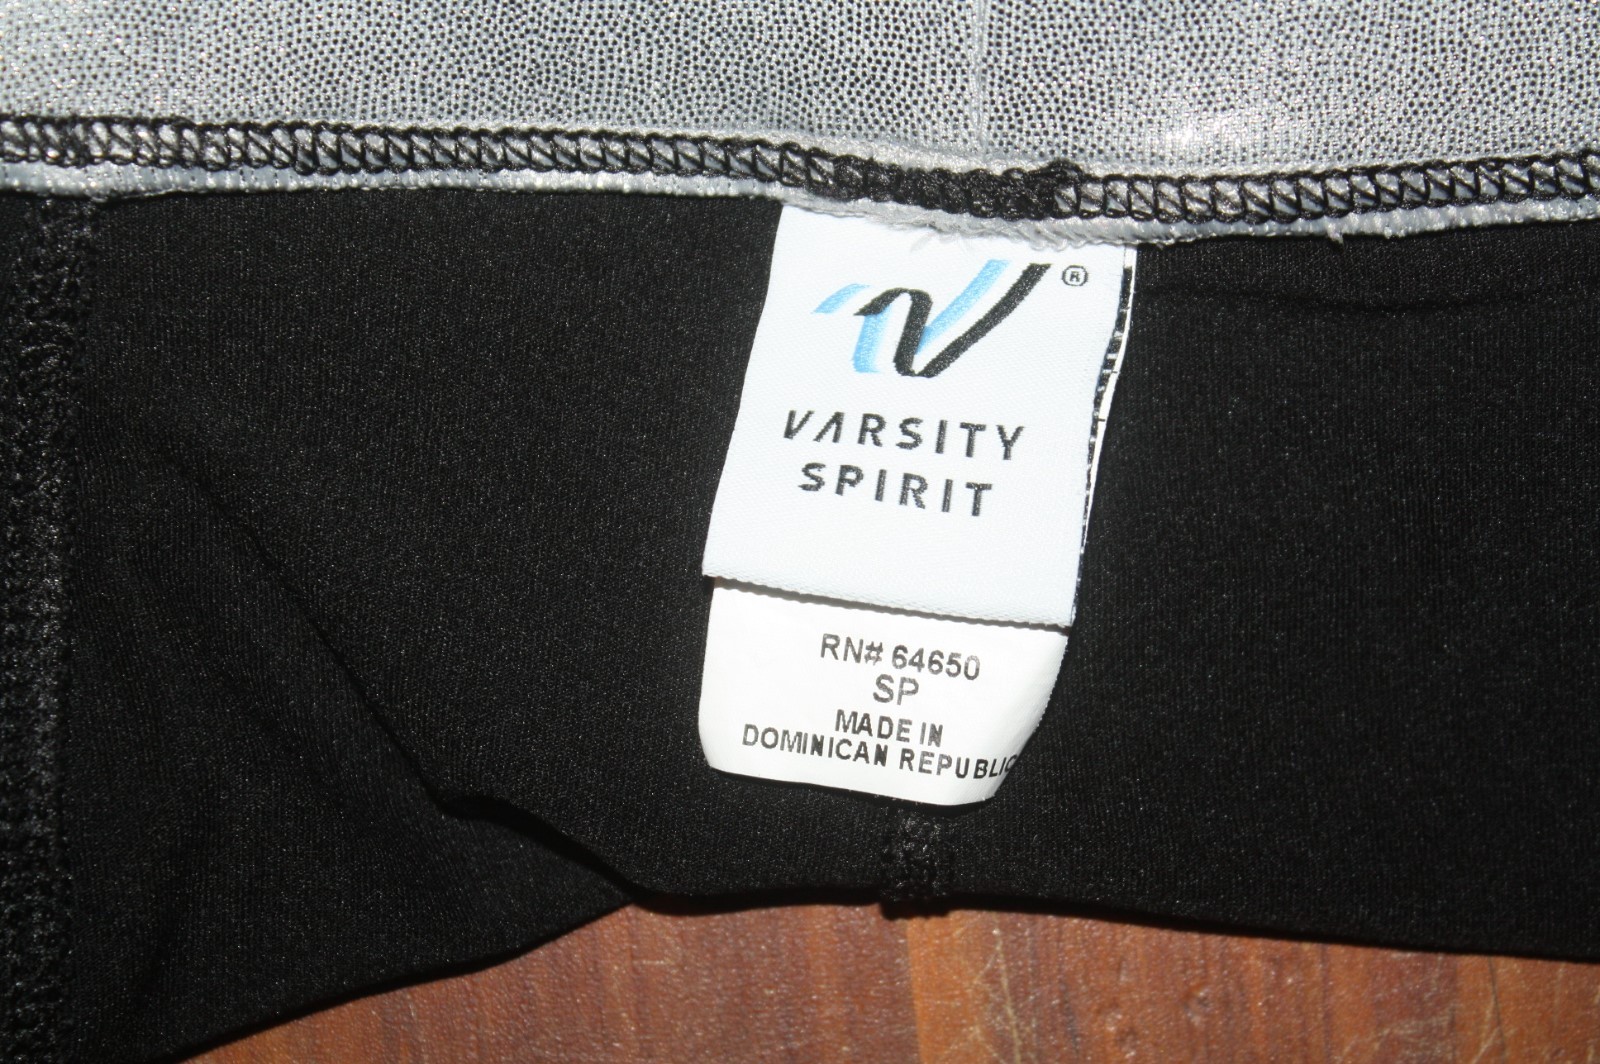 ®
VARSITY
SPIRIT
RN# 64650
SP
MADE IN
DOMINICAN REPUBLIC